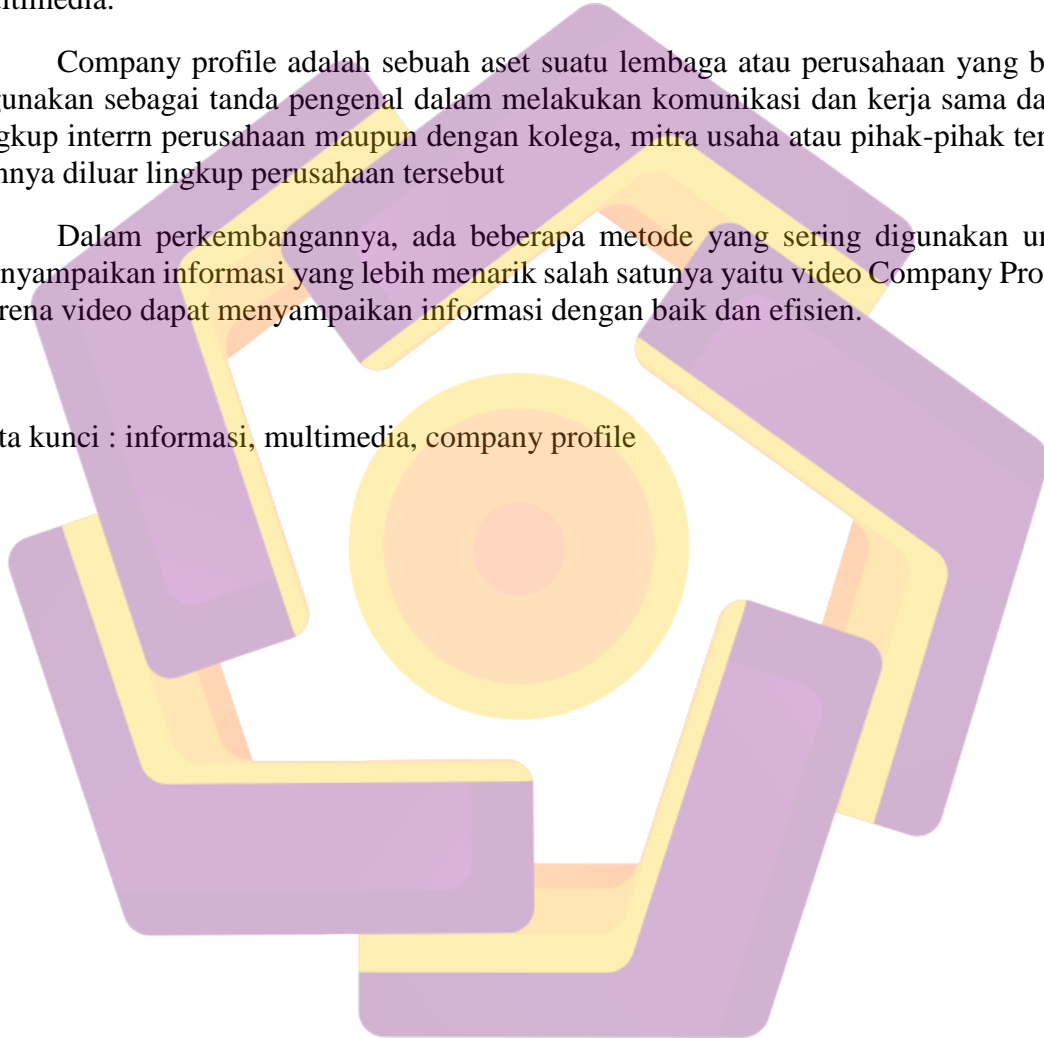 ultimedia.
Company profile adalah sebuah aset suatu lembaga atau perusahaan yang b
gunakan sebagai tanda pengenal dalam melakukan komunikasi dan kerja sama da
gkup interrn perusahaan maupun dengan kolega, mitra usaha atau pihak-pihak ter
nnya diluar lingkup perusahaan tersebut
Dalam perkembangannya, ada beberapa metode yang sering digunakan un
nyampaikan informasi yang lebih menarik salah satunya yaitu video Company Pro
rena video dapat menyampaikan informasi dengan baik dan efisien.
ta kunci : informasi, multimedia, company profile